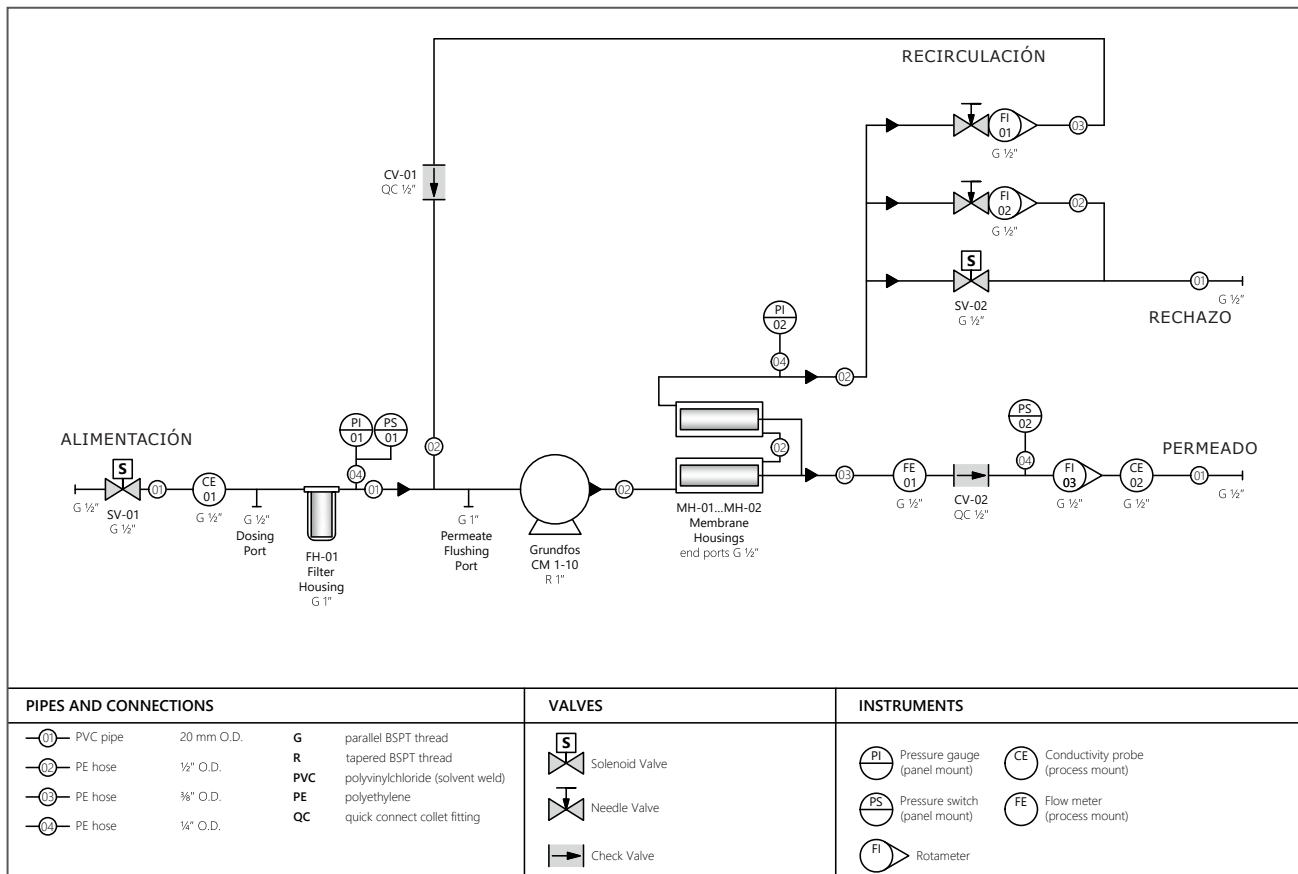 RECIRCULACIÓN
FI
01
G ½"
03
CV-01
QC ½"
FI
02
G ½"
02
S
SV-02
G ½"
01
G ½"
RECHAZO
PI
02
04
02
ALIMENTACIÓN
S
G ½"
SV-01
G ½"
01
CE
01
G ½"
G ½"
Dosing
Port
FH-01
Filter
Housing
G 1"
PI
01
PS
01
04
01
02
G 1"
Permeate
Flushing
Port
Grundfos
CM 1-10
R 1"
02
02
MH-01...MH-02
Membrane
Housings
end ports G ½"
03
FE
01
G ½"
CV-02
QC ½"
PS
02
04
FI
03
G ½"
CE
02
G ½"
PERMEADO
01
G ½"
PIPES AND CONNECTIONS
01 PVC pipe 20 mm O.D.
02 PE hose ½" O.D.
03 PE hose ⅜" O.D.
04 PE hose ¼" O.D.
G parallel BSPT thread
R tapered BSPT thread
PVC polyvinylchloride (solvent weld)
PE polyethylene
QC quick connect collet fitting
VALVES
S
Solenoid Valve
Needle Valve
Check Valve
INSTRUMENTS
PI Pressure gauge
(panel mount)
PS Pressure switch
(panel mount)
FI Rotameter
CE Conductivity probe
(process mount)
FE Flow meter
(process mount)